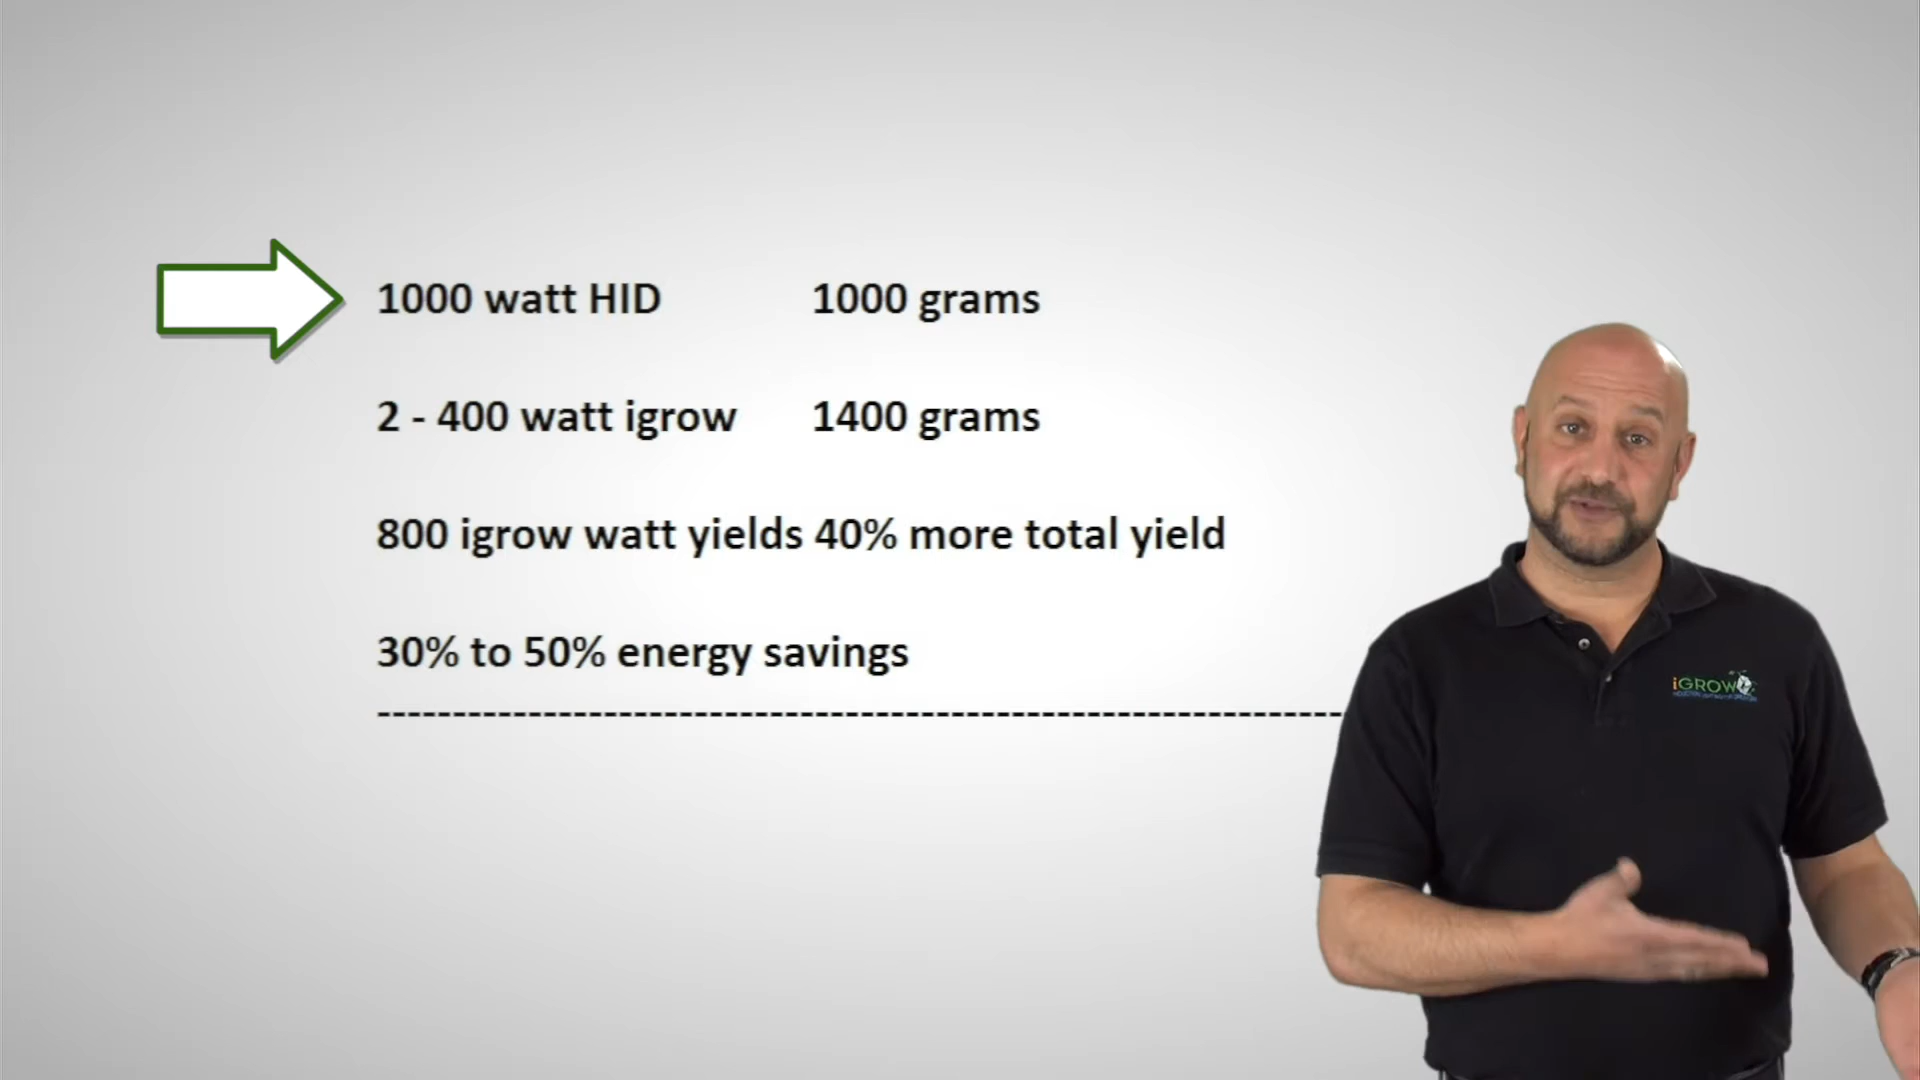 1000 watt HID 1000 grams
2 - 400 watt igrow 1400 grams
800 igrow watt yields 40% more total yield
30% to 50% energy savings
iGROW